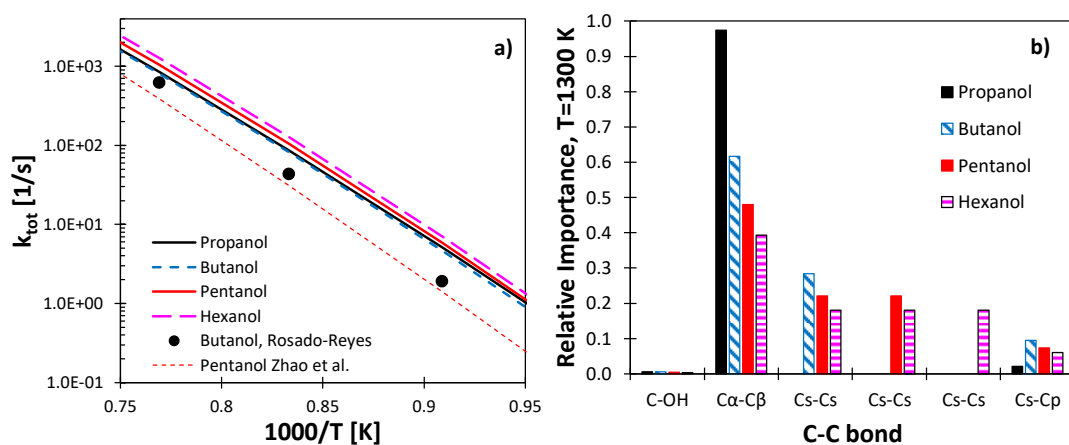 a)
k_tot [1/s]
1.0E+03
1.0E+02
1.0E+01
1.0E+00
1.0E-01
Propanol
Butanol
Pentanol
Hexanol
Butanol, Rosado-Reyes
Pentanol Zhao et al.
0.75 0.80 0.85 0.90 0.95
1000/T [K]
b)
Relative Importance, T=1300 K
1.0
0.9
0.8
0.7
0.6
0.5
0.4
0.3
0.2
0.1
0.0
Propanol
Butanol
Pentanol
Hexanol
C-OH Cα-Cβ Cs-Cs Cs-Cs Cs-Cs Cs-Cp
C-C bond